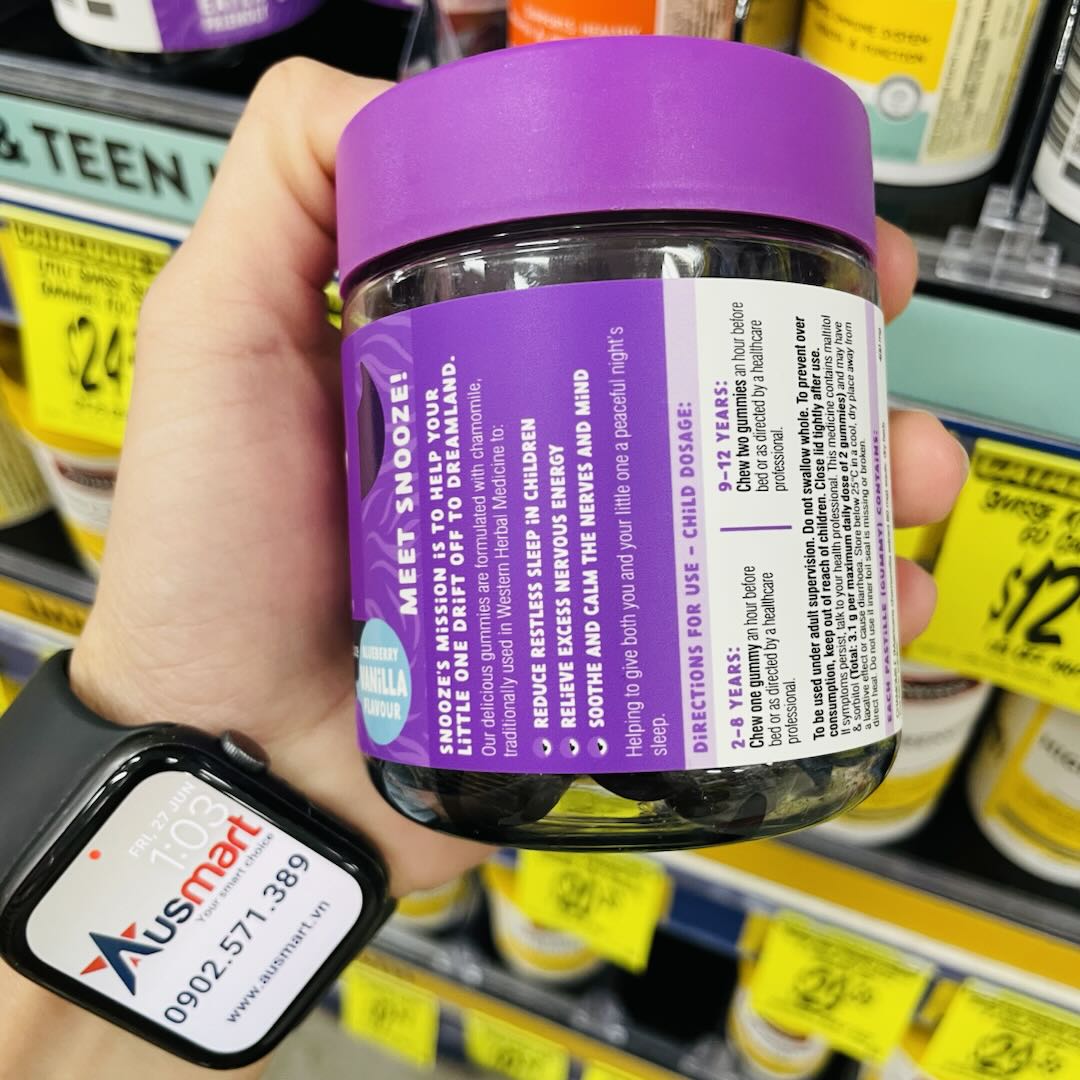 & TEEN
$24
$12
MEET SNOOZE!
SNOOZE'S MISSION IS TO HELP YOUR
LITTLE ONE DRIFT OFF TO DREAMLAND.
Our delicious gummies are formulated with chamomile,
traditionally used in Western Herbal Medicine to:
REDUCE RESTLESS SLEEP iN CHiLDREN
RELiEVE EXCESS NERVOUS ENERGY
SOOTHE AND CALM THE NERVES AND MiND
Helping to give both you and your little one a peaceful night's
sleep.
BLUEBERRY
VANiLLA
FLAVOUR
DIRECTIONS FOR USE – CHiLD DOSAGE:
2–8 YEARS:
Chew one gummy an hour before
bed or as directed by a healthcare
professional.
9–12 YEARS:
Chew two gummies an hour before
bed or as directed by a healthcare
professional.
To be used under adult supervision. Do not swallow whole. To prevent over
consumption, keep out of reach of children. Close lid tightly after use.
If symptoms persist, talk to your health professional. This medicine contains maltitol
& sorbitol (Total: 3.1 g per maximum daily dose of 2 gummies) and may have
a laxative effect or cause diarrhoea. Store below 25°C in a cool, dry place away from
direct heat. Do not use if inner foil seal is missing or broken.
EACH PASTILLE (GUMMY) CONTAINS:
FRI, 27 JUN
1:03
Ausmart
Your smart choice
0902.571.389
www.ausmart.vn